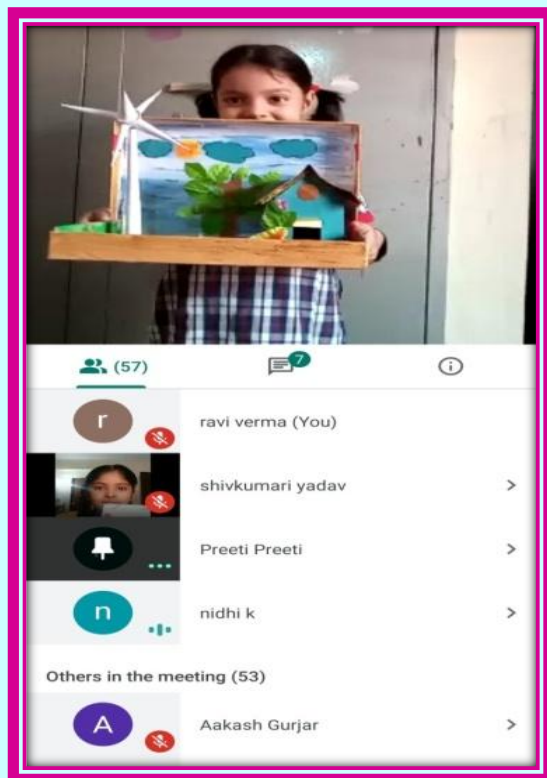 (57)
7
r
ravi verma (You)
shivkumari yadav
Preeti Preeti
n
nidhi k
Others in the meeting (53)
A
Aakash Gurjar